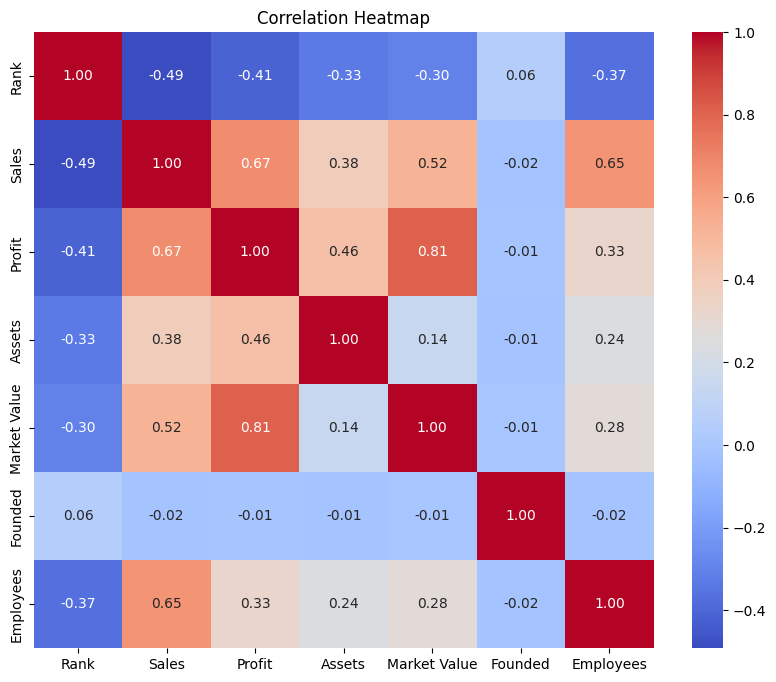 Correlation Heatmap
Rank 1.00 -0.49 -0.41 -0.33 -0.30 0.06 -0.37
Sales -0.49 1.00 0.67 0.38 0.52 -0.02 0.65
Profit -0.41 0.67 1.00 0.46 0.81 -0.01 0.33
Assets -0.33 0.38 0.46 1.00 0.14 -0.01 0.24
Market Value -0.30 0.52 0.81 0.14 1.00 -0.01 0.28
Founded 0.06 -0.02 -0.01 -0.01 -0.01 1.00 -0.02
Employees -0.37 0.65 0.33 0.24 0.28 -0.02 1.00
Rank Sales Profit Assets Market Value Founded Employees
1.0
0.8
0.6
0.4
0.2
0.0
−0.2
−0.4